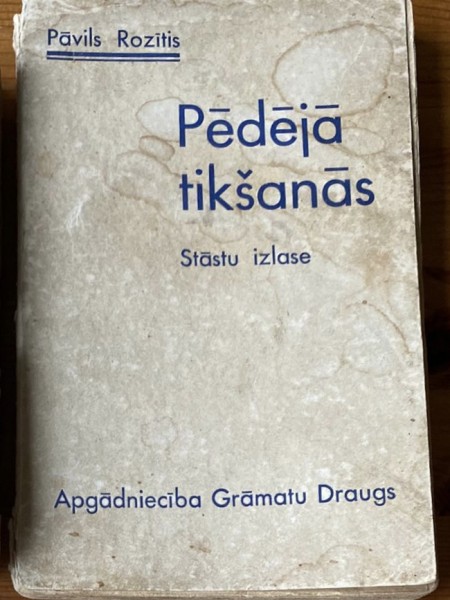 Pāvils Rozītis
Pēdējā
tikšanās
Stāstu izlase
Apgādniecība Grāmatu Draugs